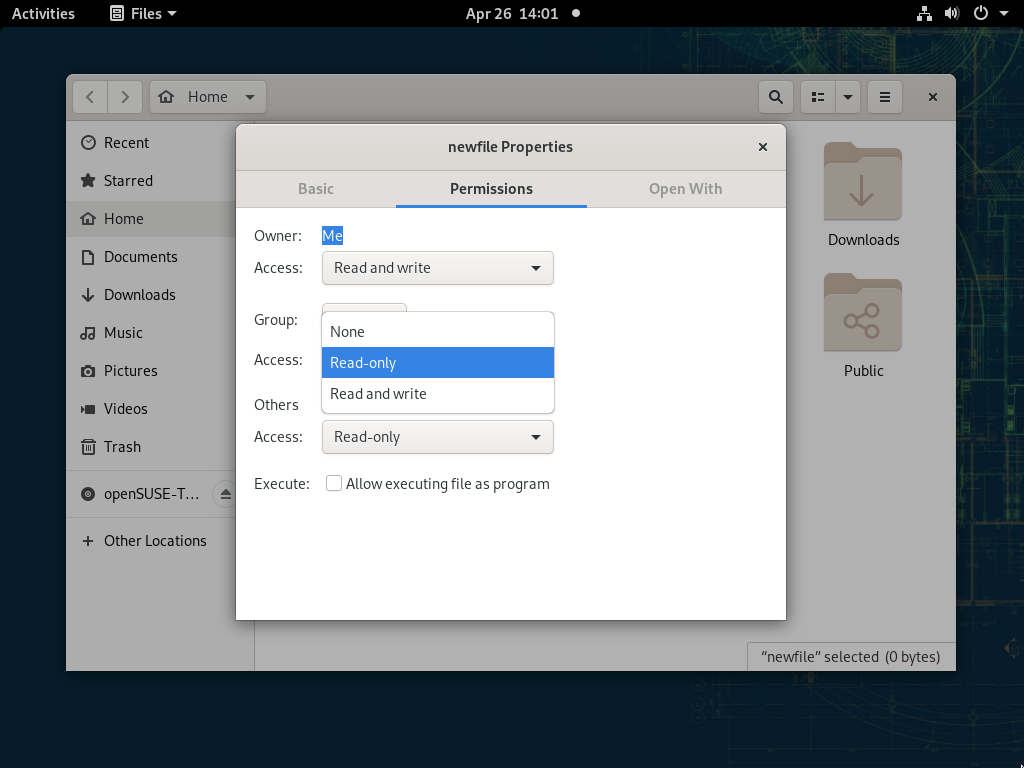 Activities Files Apr 26 14:01
Home
newfile Properties
Basic Permissions Open With
Recent
Starred
Home
Documents
Downloads
Music
Pictures
Videos
Trash
openSUSE-T...
Other Locations
Owner: Me
Access: Read and write
Group:
None
Access: Read-only
Read and write
Others
Access: Read-only
Execute: Allow executing file as program
Downloads
Public
“newfile” selected (0 bytes)